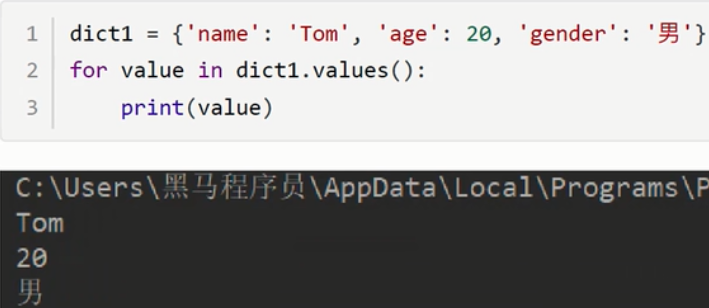 1 dict1 = {'name': 'Tom', 'age': 20, 'gender': '男'}
2 for value in dict1.values():
3     print(value)
C:\Users\黑马程序员\AppData\Local\Programs\P
Tom
20
男